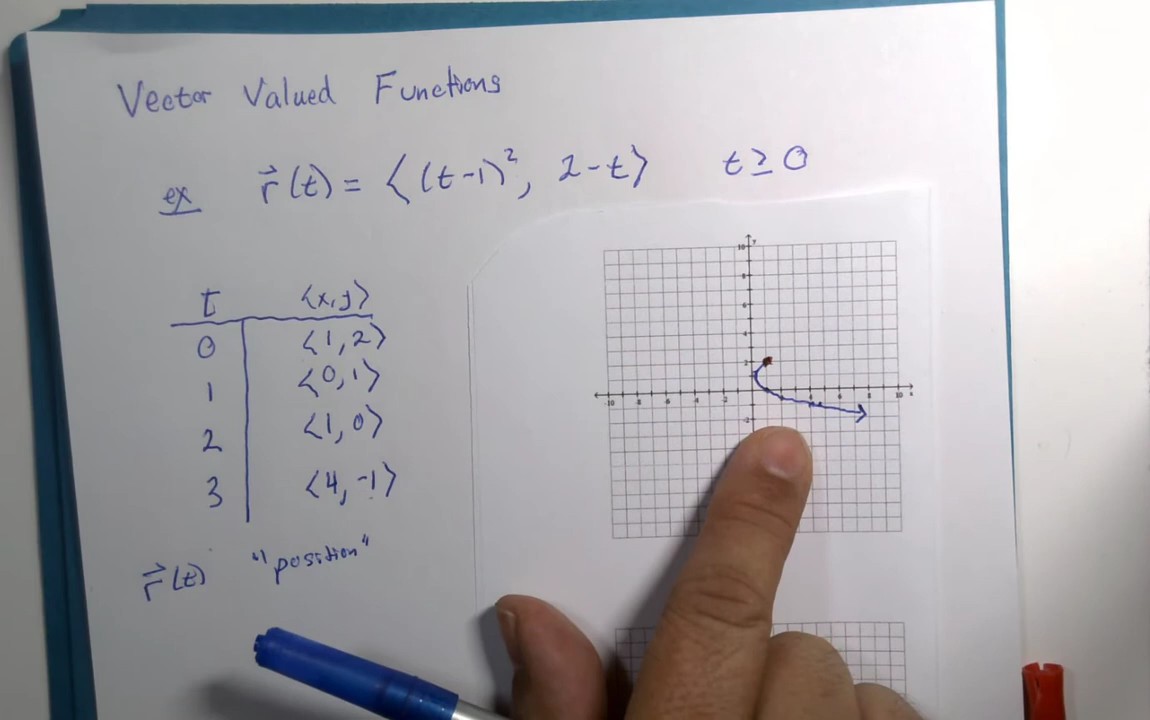 Vector Valued Functions
ex r⃗(t) = ⟨(t-1)², 2-t⟩ t ≥ 0
t ⟨x,y⟩
0 ⟨1,2⟩
1 ⟨0,1⟩
2 ⟨1,0⟩
3 ⟨4,-1⟩
r⃗(t) "position"